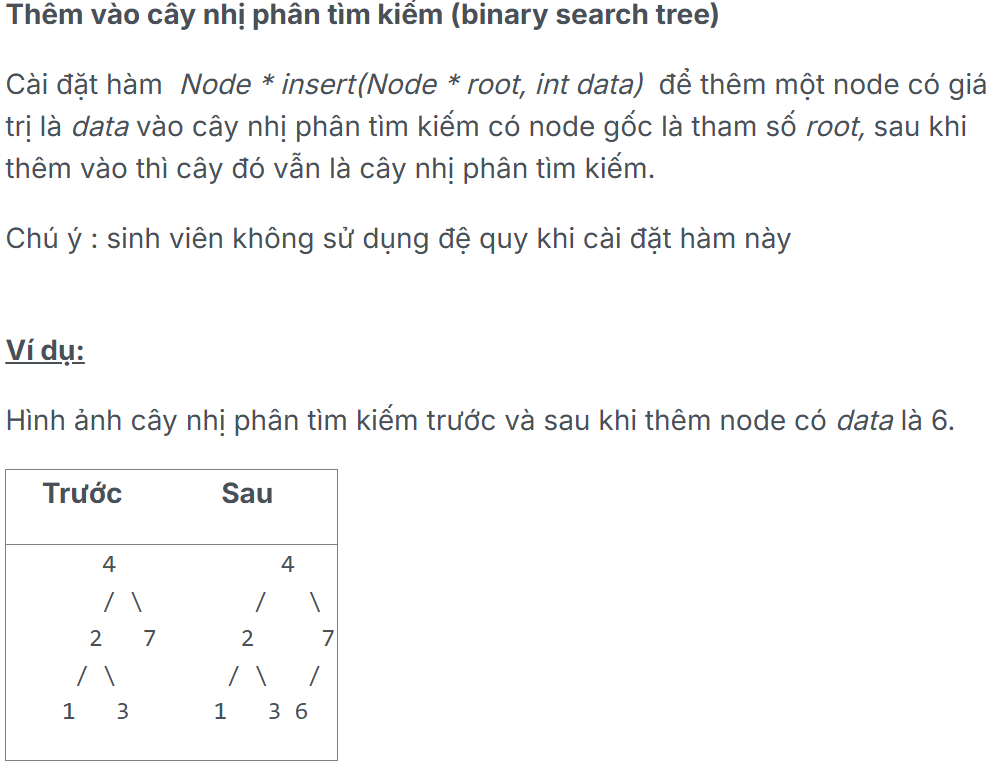 Thêm vào cây nhị phân tìm kiếm (binary search tree)
Cài đặt hàm Node * insert(Node * root, int data) để thêm một node có giá
trị là data vào cây nhị phân tìm kiếm có node gốc là tham số root, sau khi
thêm vào thì cây đó vẫn là cây nhị phân tìm kiếm.
Chú ý : sinh viên không sử dụng đệ quy khi cài đặt hàm này
Ví dụ:
Hình ảnh cây nhị phân tìm kiếm trước và sau khi thêm node có data là 6.
Trước Sau
4 4
/ \ / \
2 7 2 7
/ \ / \ /
1 3 1 3 6